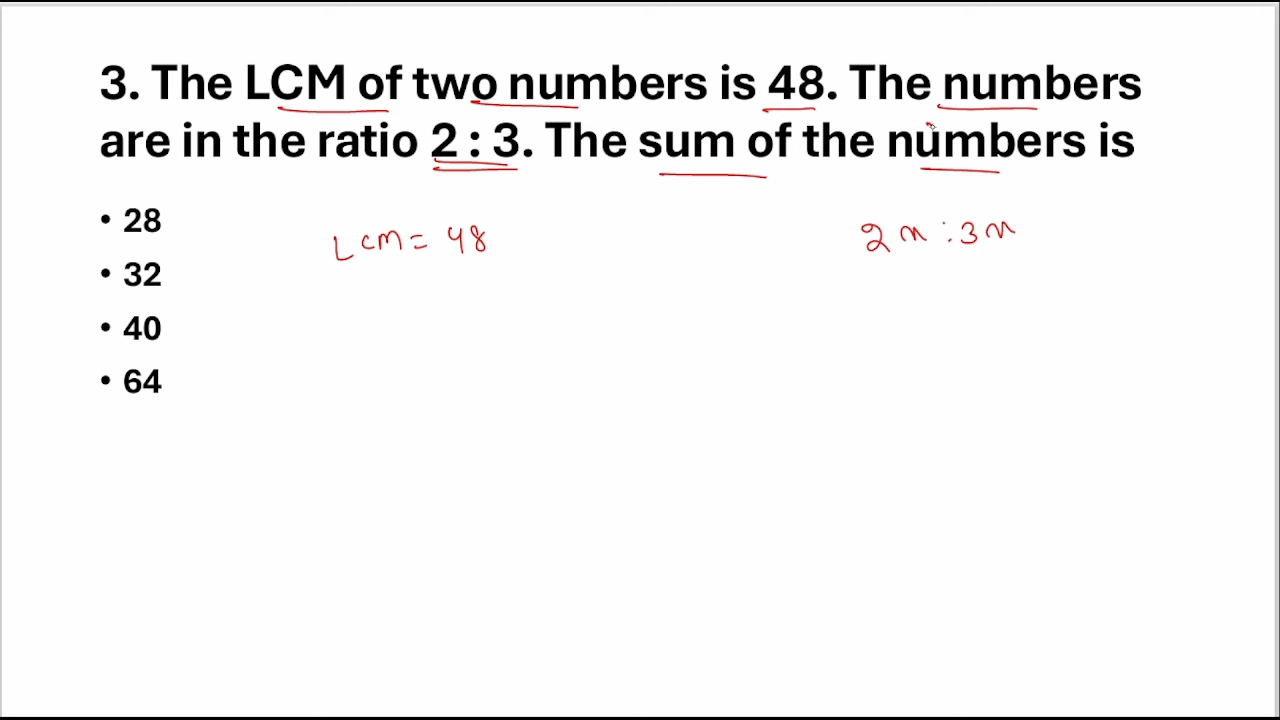 3. The LCM of two numbers is 48. The numbers
are in the ratio 2 : 3. The sum of the numbers is
• 28
• 32
• 40
• 64
LCM = 48
2x : 3x